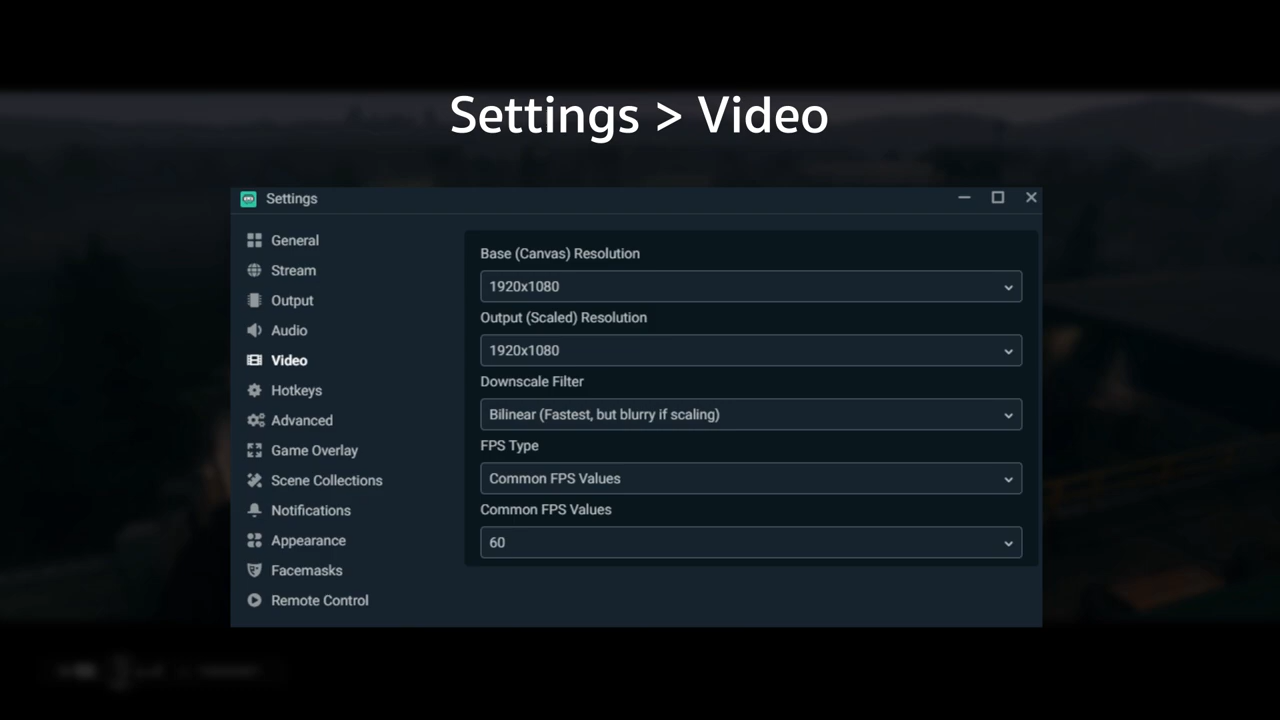 Settings > Video
Settings
General
Stream
Output
Audio
Video
Hotkeys
Advanced
Game Overlay
Scene Collections
Notifications
Appearance
Facemasks
Remote Control
Base (Canvas) Resolution
1920x1080
Output (Scaled) Resolution
1920x1080
Downscale Filter
Bilinear (Fastest, but blurry if scaling)
FPS Type
Common FPS Values
Common FPS Values
60